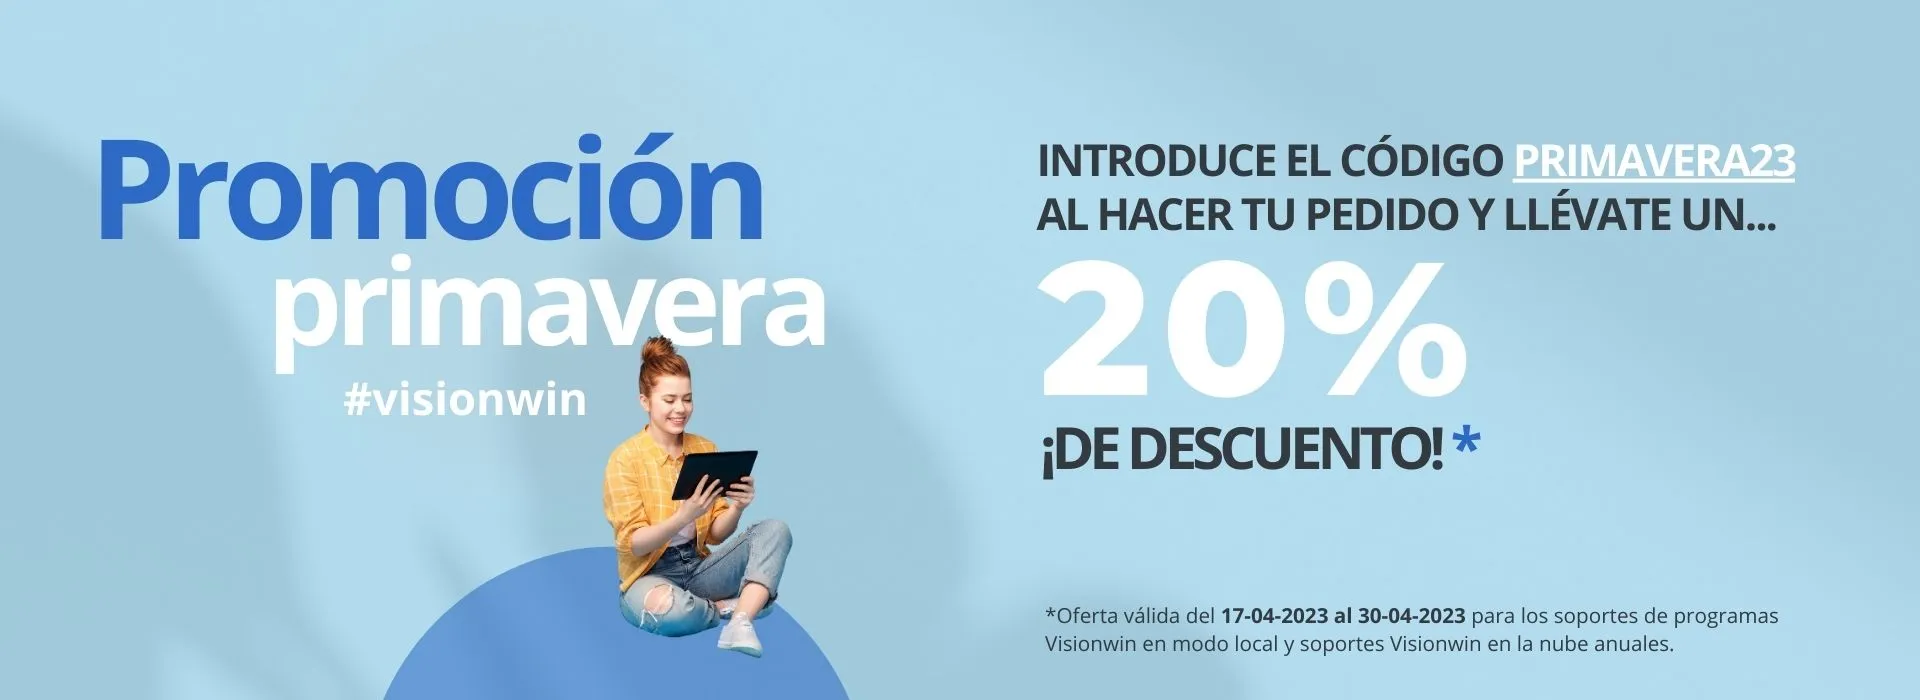 Promoción
primavera
#visionwin
INTRODUCE EL CÓDIGO PRIMAVERA23
AL HACER TU PEDIDO Y LLÉVATE UN...
20%
¡DE DESCUENTO! *
*Oferta válida del 17-04-2023 al 30-04-2023 para los soportes de programas
Visionwin en modo local y soportes Visionwin en la nube anuales.